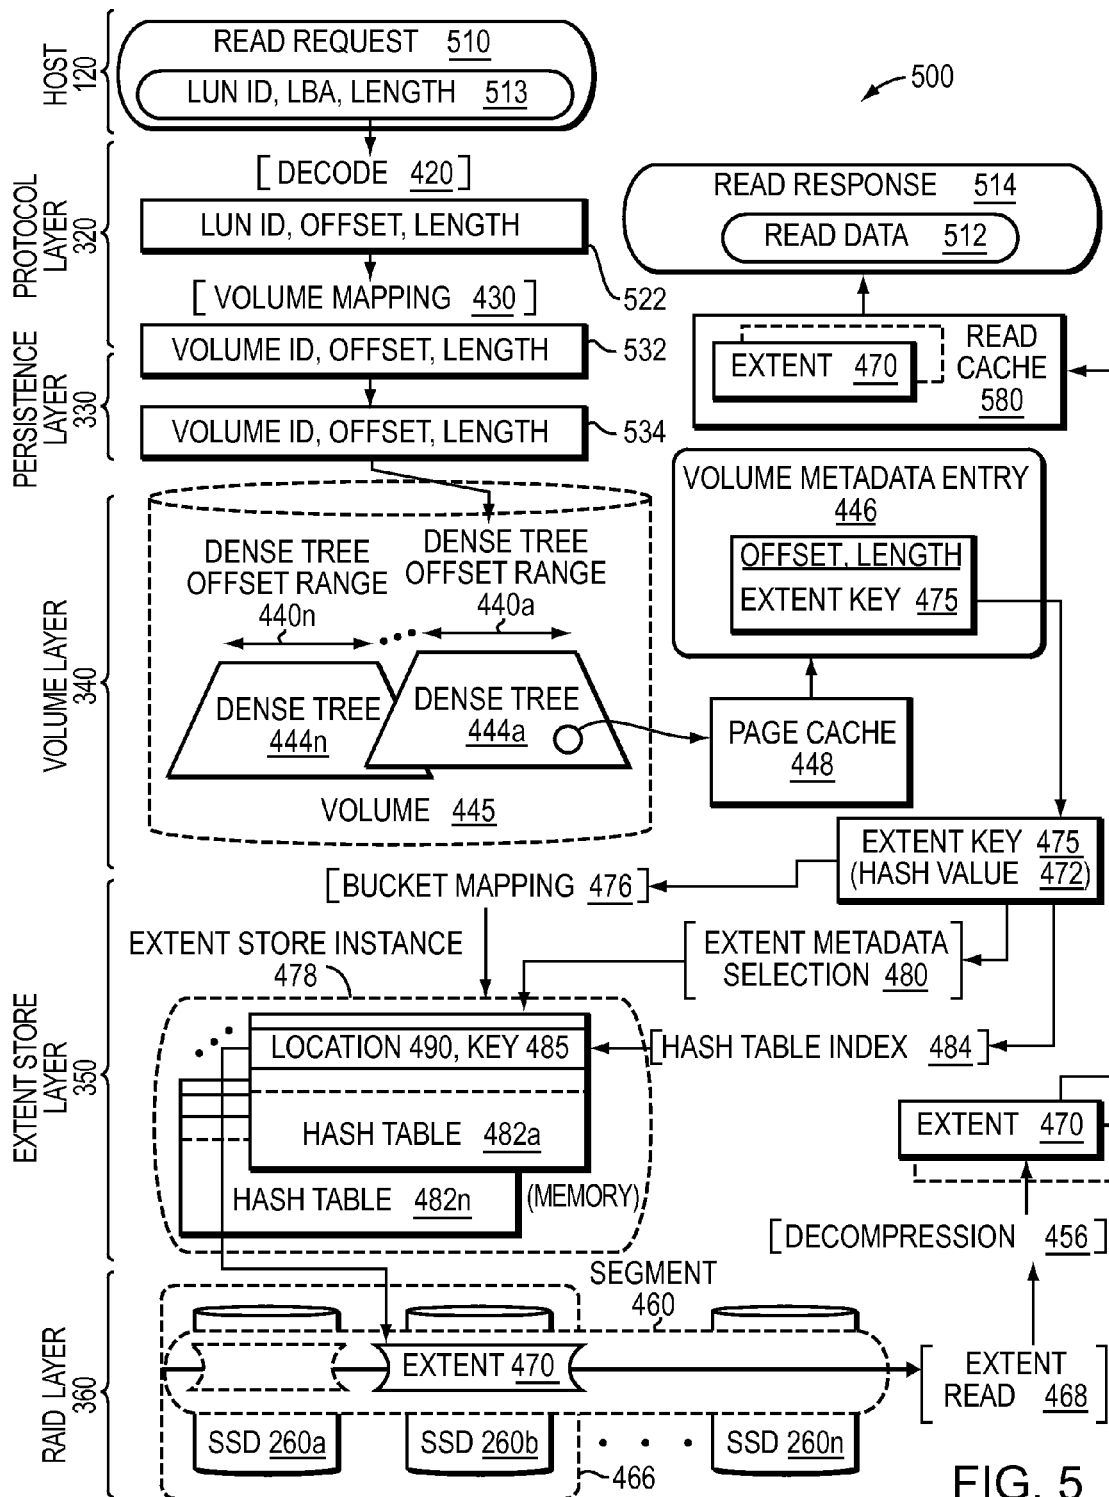 HOST
120
READ REQUEST 510
LUN ID, LBA, LENGTH 513
500
PROTOCOL
LAYER
320
[DECODE 420]
LUN ID, OFFSET, LENGTH
522
[VOLUME MAPPING 430]
VOLUME ID, OFFSET, LENGTH
532
READ RESPONSE 514
READ DATA 512
EXTENT 470
READ
CACHE
580
PERSISTENCE
LAYER
330
VOLUME ID, OFFSET, LENGTH
534
VOLUME LAYER
340
DENSE TREE
OFFSET RANGE
440n
DENSE TREE
OFFSET RANGE
440a
DENSE TREE
444n
DENSE TREE
444a
VOLUME 445
VOLUME METADATA ENTRY
446
OFFSET, LENGTH
EXTENT KEY 475
PAGE CACHE
448
EXTENT KEY 475
(HASH VALUE 472)
EXTENT STORE
LAYER
350
[BUCKET MAPPING 476]
EXTENT STORE INSTANCE
478
[EXTENT METADATA
SELECTION 480]
LOCATION 490, KEY 485
[HASH TABLE INDEX 484]
HASH TABLE 482a
HASH TABLE 482n
(MEMORY)
EXTENT 470
[DECOMPRESSION 456]
RAID LAYER
360
SEGMENT
460
EXTENT 470
[EXTENT
READ 468]
SSD 260a
SSD 260b
SSD 260n
466
FIG. 5